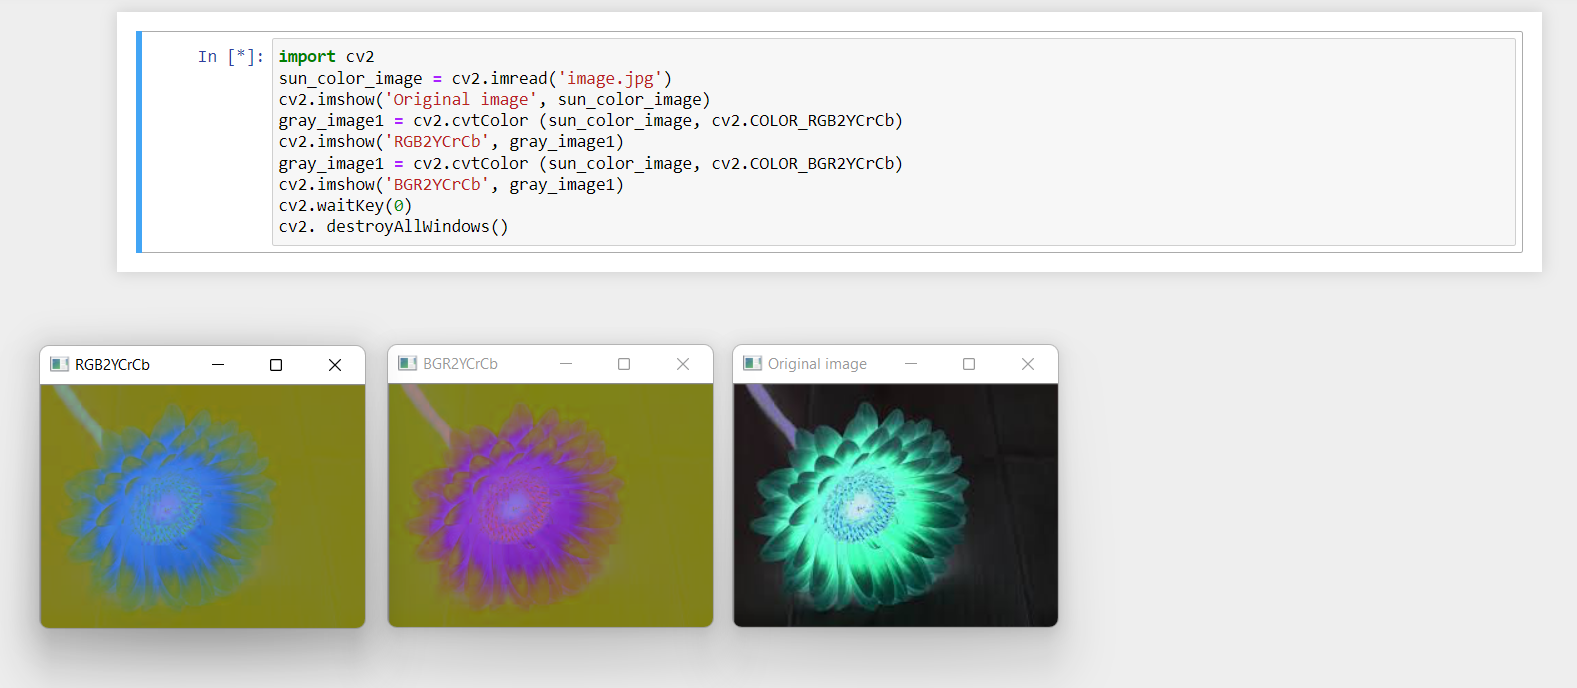 In [*]:
import cv2
sun_color_image = cv2.imread('image.jpg')
cv2.imshow('Original image', sun_color_image)
gray_image1 = cv2.cvtColor (sun_color_image, cv2.COLOR_RGB2YCrCb)
cv2.imshow('RGB2YCrCb', gray_image1)
gray_image1 = cv2.cvtColor (sun_color_image, cv2.COLOR_BGR2YCrCb)
cv2.imshow('BGR2YCrCb', gray_image1)
cv2.waitKey(0)
cv2. destroyAllWindows()
RGB2YCrCb
BGR2YCrCb
Original image